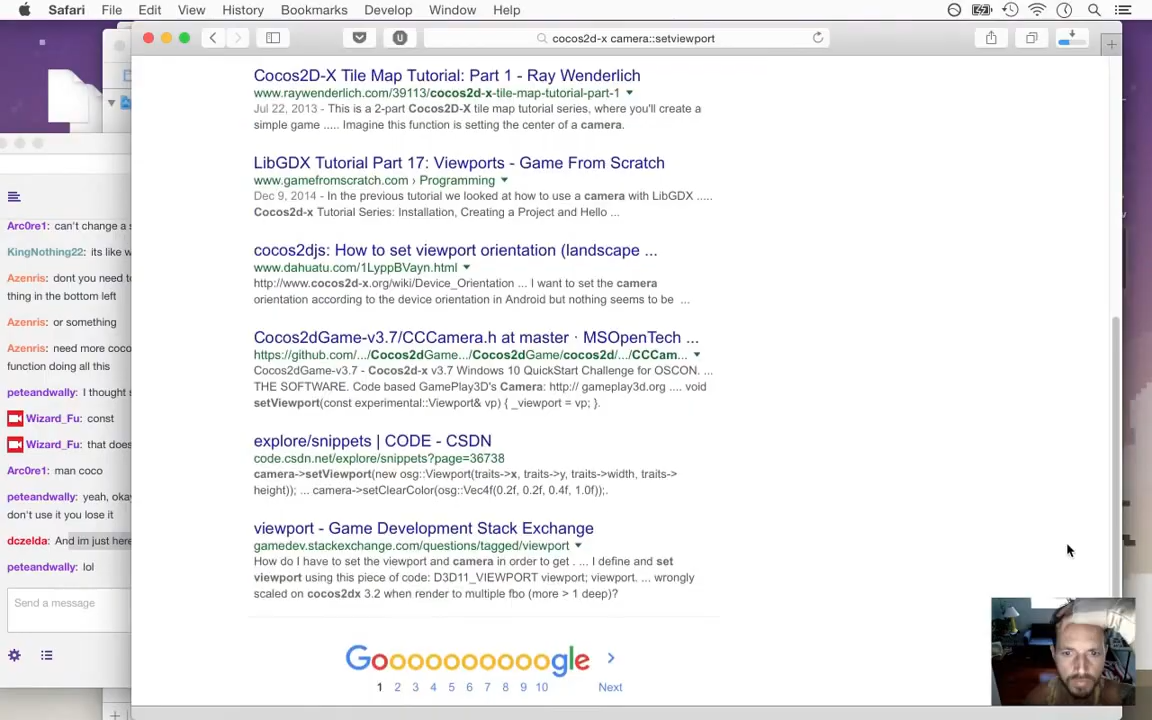 Safari File Edit View History Bookmarks Develop Window Help
cocos2d-x camera::setviewport
Cocos2D-X Tile Map Tutorial: Part 1 - Ray Wenderlich
www.raywenderlich.com/39113/cocos2d-x-tile-map-tutorial-part-1
Jul 22, 2013 - This is a 2-part Cocos2D-X tile map tutorial series, where you'll create a
simple game ..... Imagine this function is setting the center of a camera.
LibGDX Tutorial Part 17: Viewports - Game From Scratch
www.gamefromscratch.com › Programming
Dec 9, 2014 - In the previous tutorial we looked at how to use a camera with LibGDX .....
Cocos2d-x Tutorial Series: Installation, Creating a Project and Hello ...
cocos2djs: How to set viewport orientation (landscape ...
www.dahuatu.com/1LyppBVayn.html
http://www.cocos2d-x.org/wiki/Device_Orientation ... I want to set the camera
orientation according to the device orientation in Android but nothing seems to be ...
Cocos2dGame-v3.7/CCCamera.h at master · MSOpenTech ...
https://github.com/.../Cocos2dGame.../Cocos2dGame/cocos2d/.../CCCam...
Cocos2dGame-v3.7 - Cocos2d-x v3.7 Windows 10 QuickStart Challenge for OSCON. ...
THE SOFTWARE. Code based GamePlay3D's Camera: http:// gameplay3d.org .... void
setViewport(const experimental::Viewport& vp) { _viewport = vp; }.
explore/snippets | CODE - CSDN
code.csdn.net/explore/snippets?page=36738
camera->setViewport(new osg::Viewport(traits->x, traits->y, traits->width, traits->
height)); ... camera->setClearColor(osg::Vec4f(0.2f, 0.2f, 0.4f, 1.0f));.
viewport - Game Development Stack Exchange
gamedev.stackexchange.com/questions/tagged/viewport
How do I have to set the viewport and camera in order to get . ... I define and set
viewport using this piece of code: D3D11_VIEWPORT viewport; viewport. ... wrongly
scaled on cocos2dx 3.2 when render to multiple fbo (more > 1 deep)?
Goooooooooogle
1 2 3 4 5 6 7 8 9 10 Next
Arc0re1: can't change a s
KingNothing22: its like w
Azenris: dont you need to
thing in the bottom left
Azenris: or something
Azenris: need more coco
function doing all this
peteandwally: I thought s
Wizard_Fu: const
Wizard_Fu: that does
Arc0re1: man coco
peteandwally: yeah, oka
don't use it you lose it
dczelda: And im just here
peteandwally: lol
Send a message